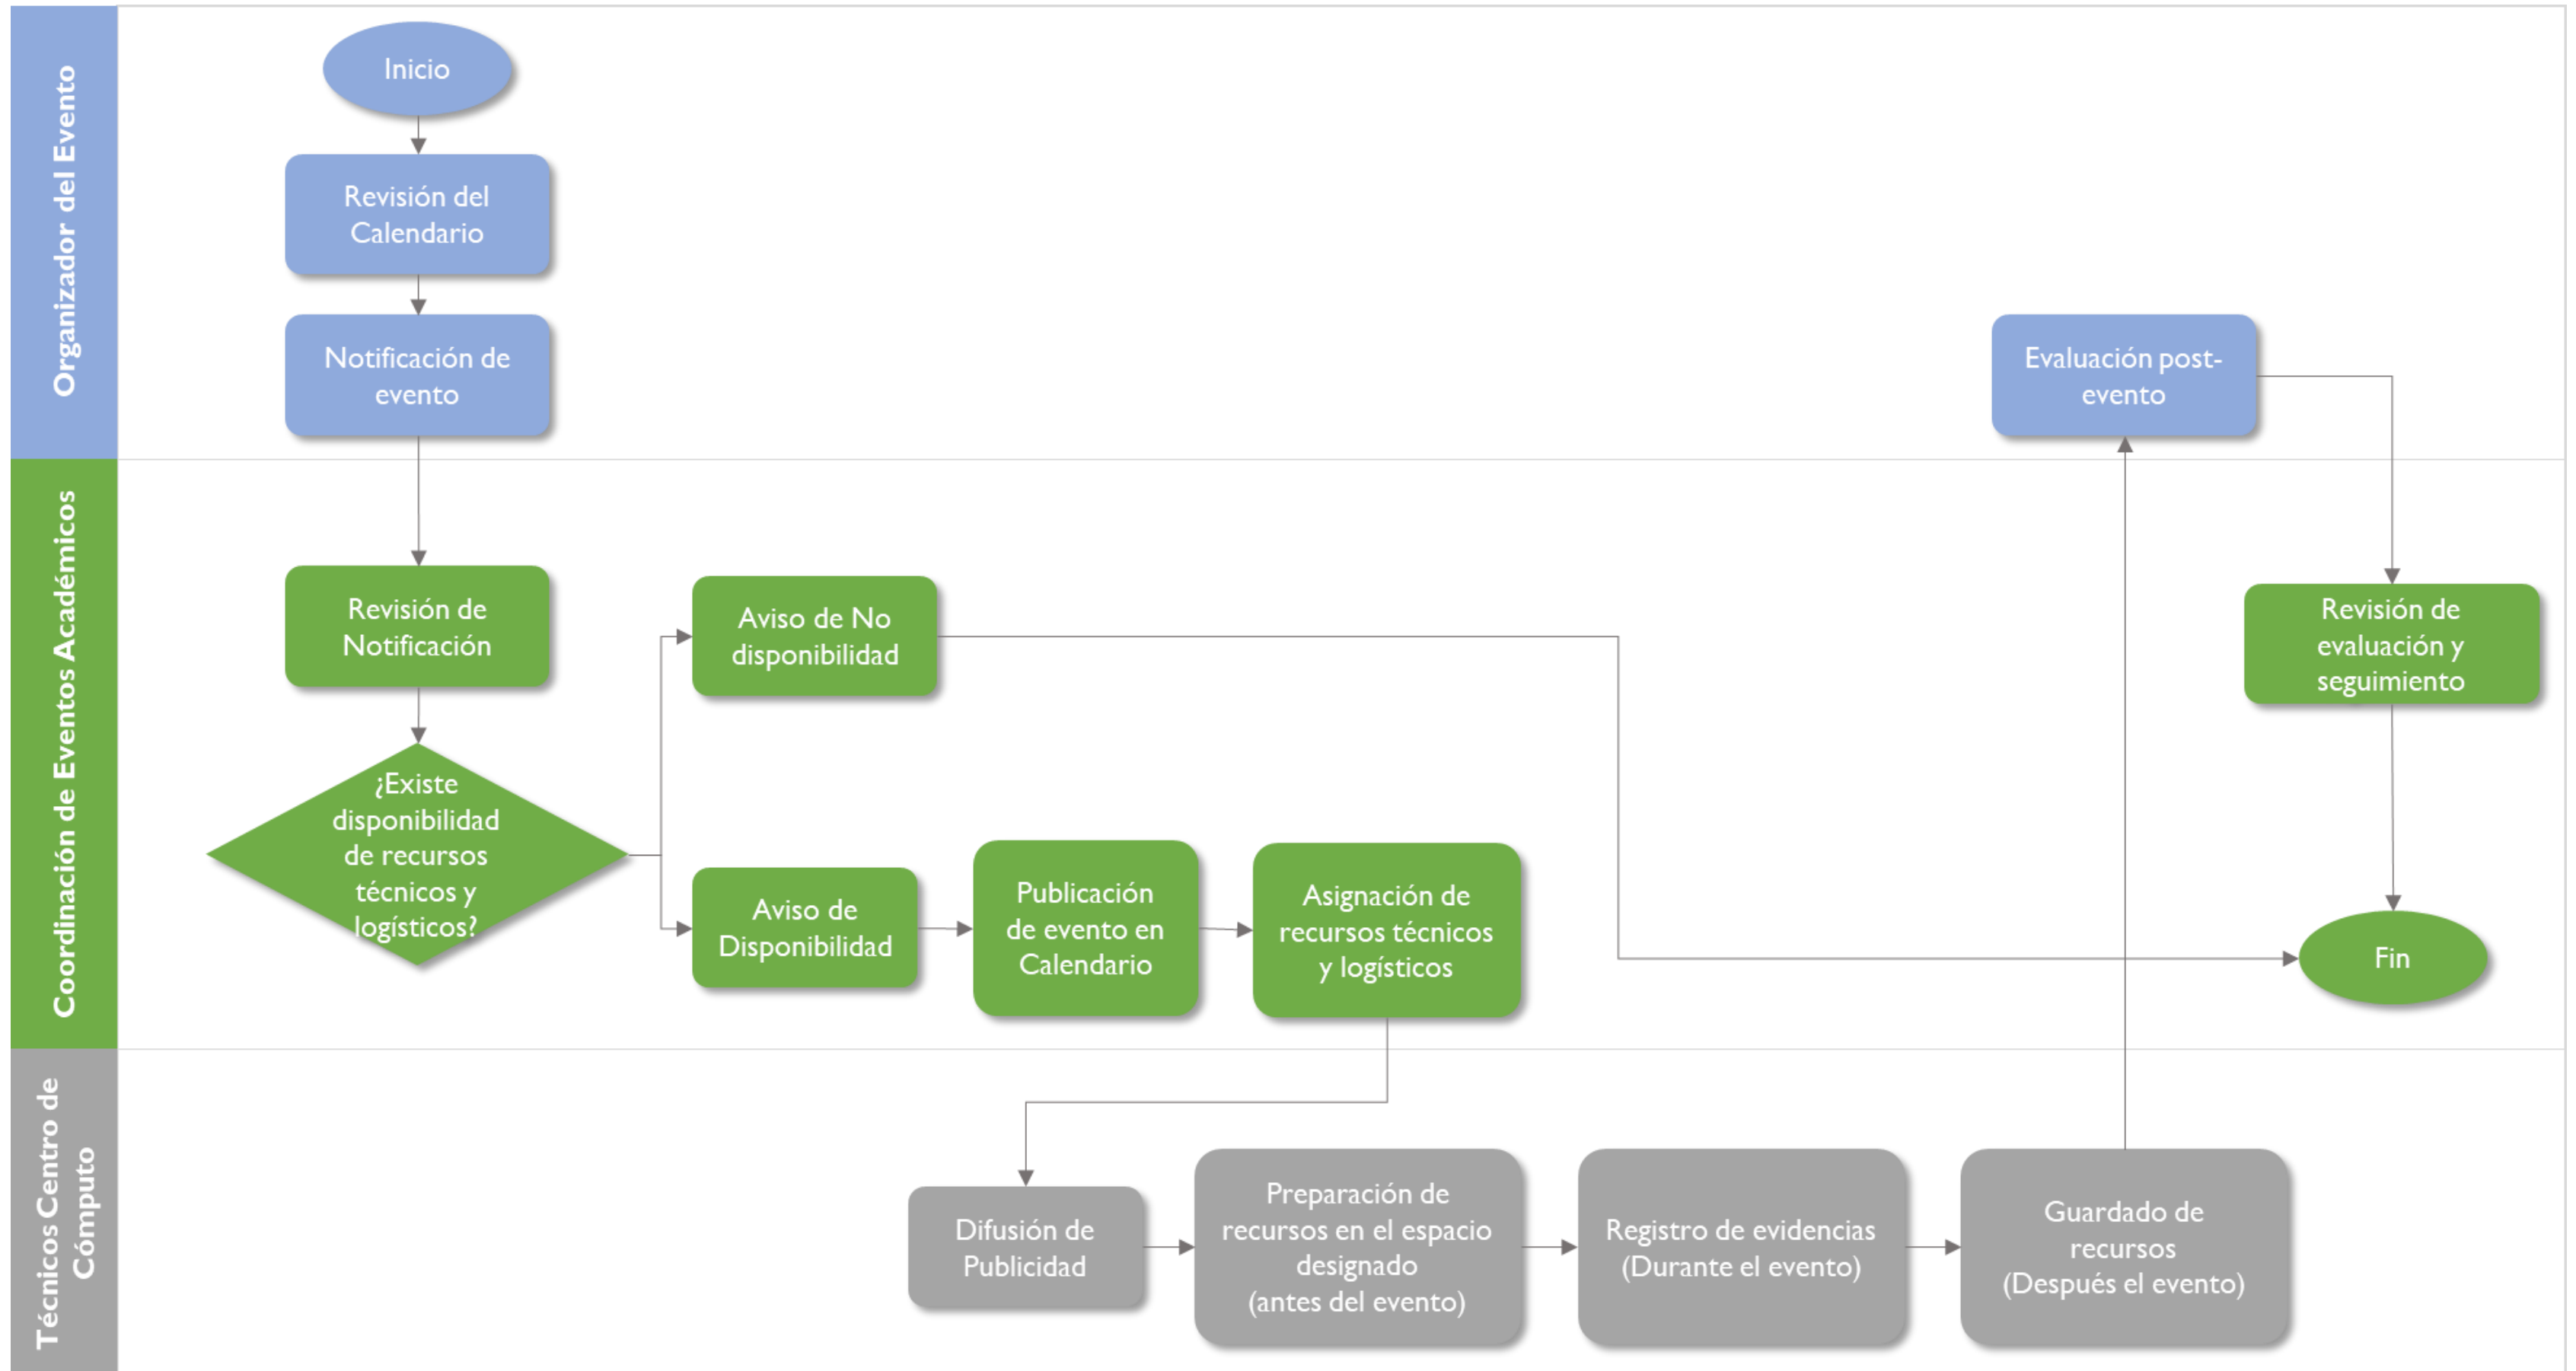 Organizador del Evento
Inicio
Revisión del
Calendario
Notificación de
evento
Evaluación post-
evento
Coordinación de Eventos Académicos
Revisión de
Notificación
¿Existe
disponibilidad
de recursos
técnicos y
logísticos?
Aviso de No
disponibilidad
Aviso de
Disponibilidad
Publicación
de evento en
Calendario
Asignación de
recursos técnicos
y logísticos
Revisión de
evaluación y
seguimiento
Fin
Técnicos Centro de
Cómputo
Difusión de
Publicidad
Preparación de
recursos en el espacio
designado
(antes del evento)
Registro de evidencias
(Durante el evento)
Guardado de
recursos
(Después el evento)